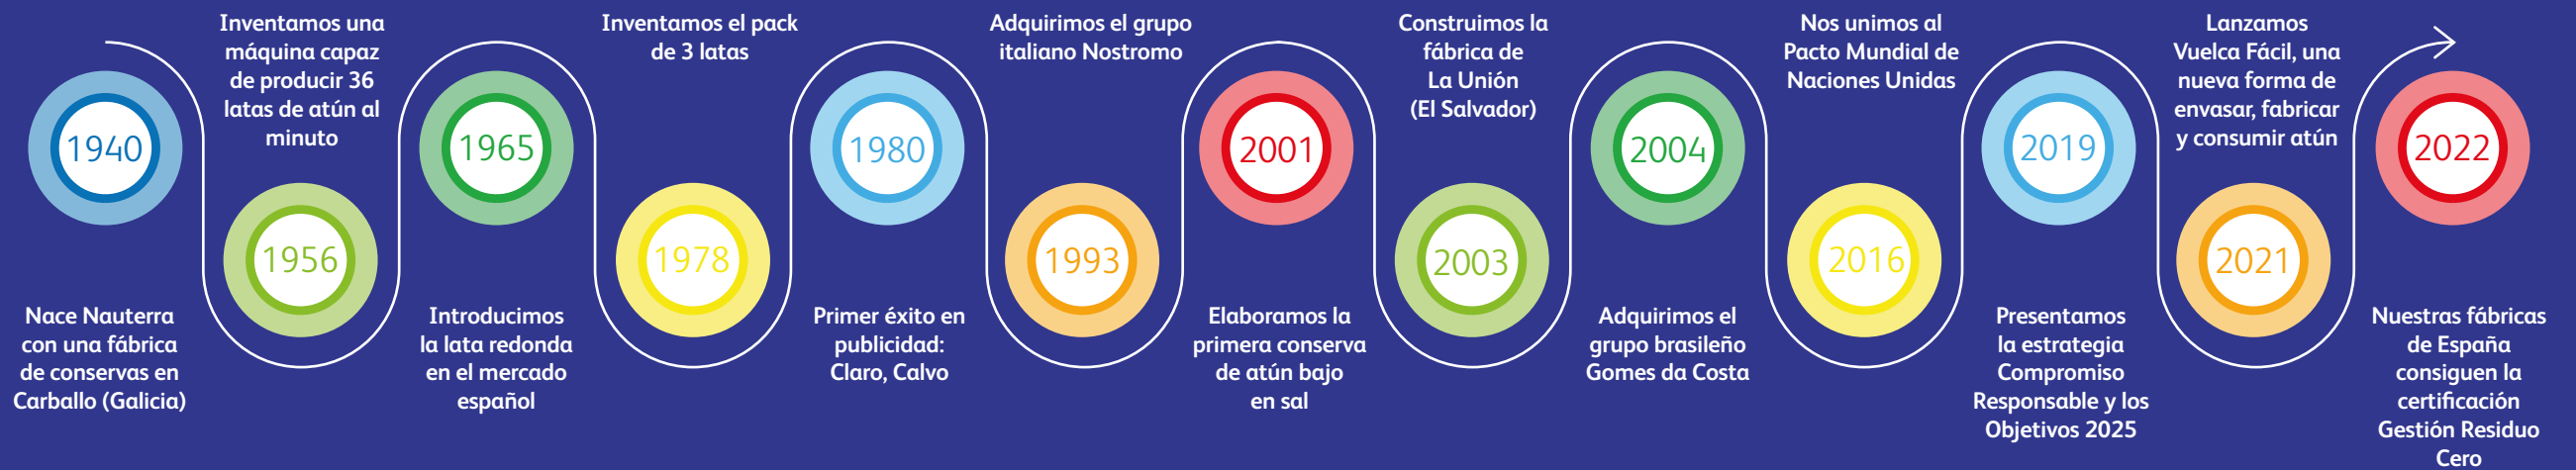 1940
Nace Nauterra
con una fábrica
de conservas en
Carballo (Galicia)
Inventamos una
máquina capaz
de producir 36
latas de atún al
minuto
1956
1965
Introducimos
la lata redonda
en el mercado
español
Inventamos el pack
de 3 latas
1978
1980
Primer éxito en
publicidad:
Claro, Calvo
Adquirimos el grupo
italiano Nostromo
1993
2001
Elaboramos la
primera conserva
de atún bajo
en sal
Construimos la
fábrica de
La Unión
(El Salvador)
2003
2004
Adquirimos el
grupo brasileño
Gomes da Costa
Nos unimos al
Pacto Mundial de
Naciones Unidas
2016
2019
Presentamos
la estrategia
Compromiso
Responsable y los
Objetivos 2025
Lanzamos
Vuelca Fácil, una
nueva forma de
envasar, fabricar
y consumir atún
2021
2022
Nuestras fábricas
de España
consiguen la
certificación
Gestión Residuo
Cero